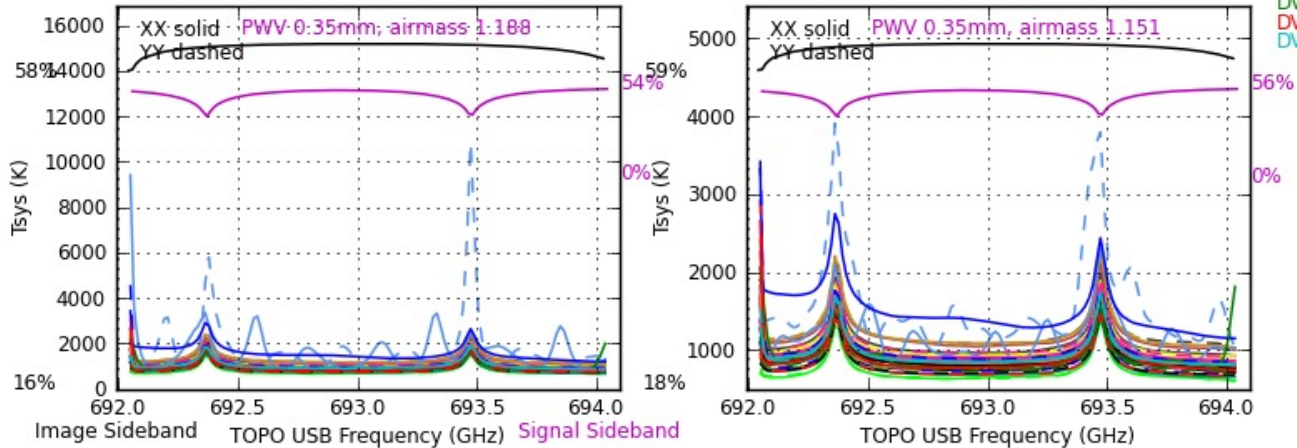 XX solid
PWV 0.35mm, airmass 1.188
YY dashed
16000
14000
12000
10000
8000
6000
4000
2000
0
58%
16%
54%
0%
Tsys (K)
692.0 692.5 693.0 693.5 694.0
Image Sideband
TOPO USB Frequency (GHz)
Signal Sideband
XX solid
PWV 0.35mm, airmass 1.151
YY dashed
5000
4000
3000
2000
1000
59%
18%
56%
0%
Tsys (K)
692.0 692.5 693.0 693.5 694.0
TOPO USB Frequency (GHz)
DV
DV